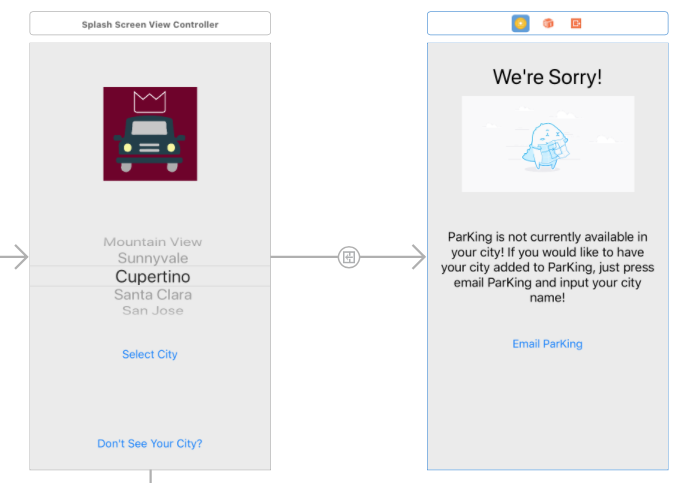 Splash Screen View Controller
Mountain View
Sunnyvale
Cupertino
Santa Clara
San Jose
Select City
Don't See Your City?
We're Sorry!
ParKing is not currently available in
your city! If you would like to have
your city added to ParKing, just press
email ParKing and input your city
name!
Email ParKing